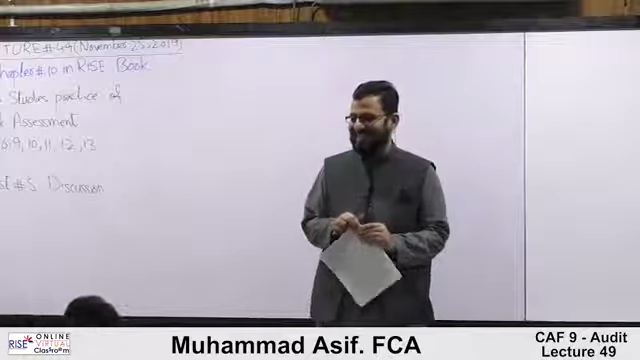 TURE#49 (November 25, 2019)
hapter#10 in RISE Book
Studies practice of
Assessment
9, 10, 11, 12, 13
#5 Discussion
RISE
ONLINE
VIRTUAL
Classroom
Muhammad Asif. FCA
CAF 9 - Audit
Lecture 49